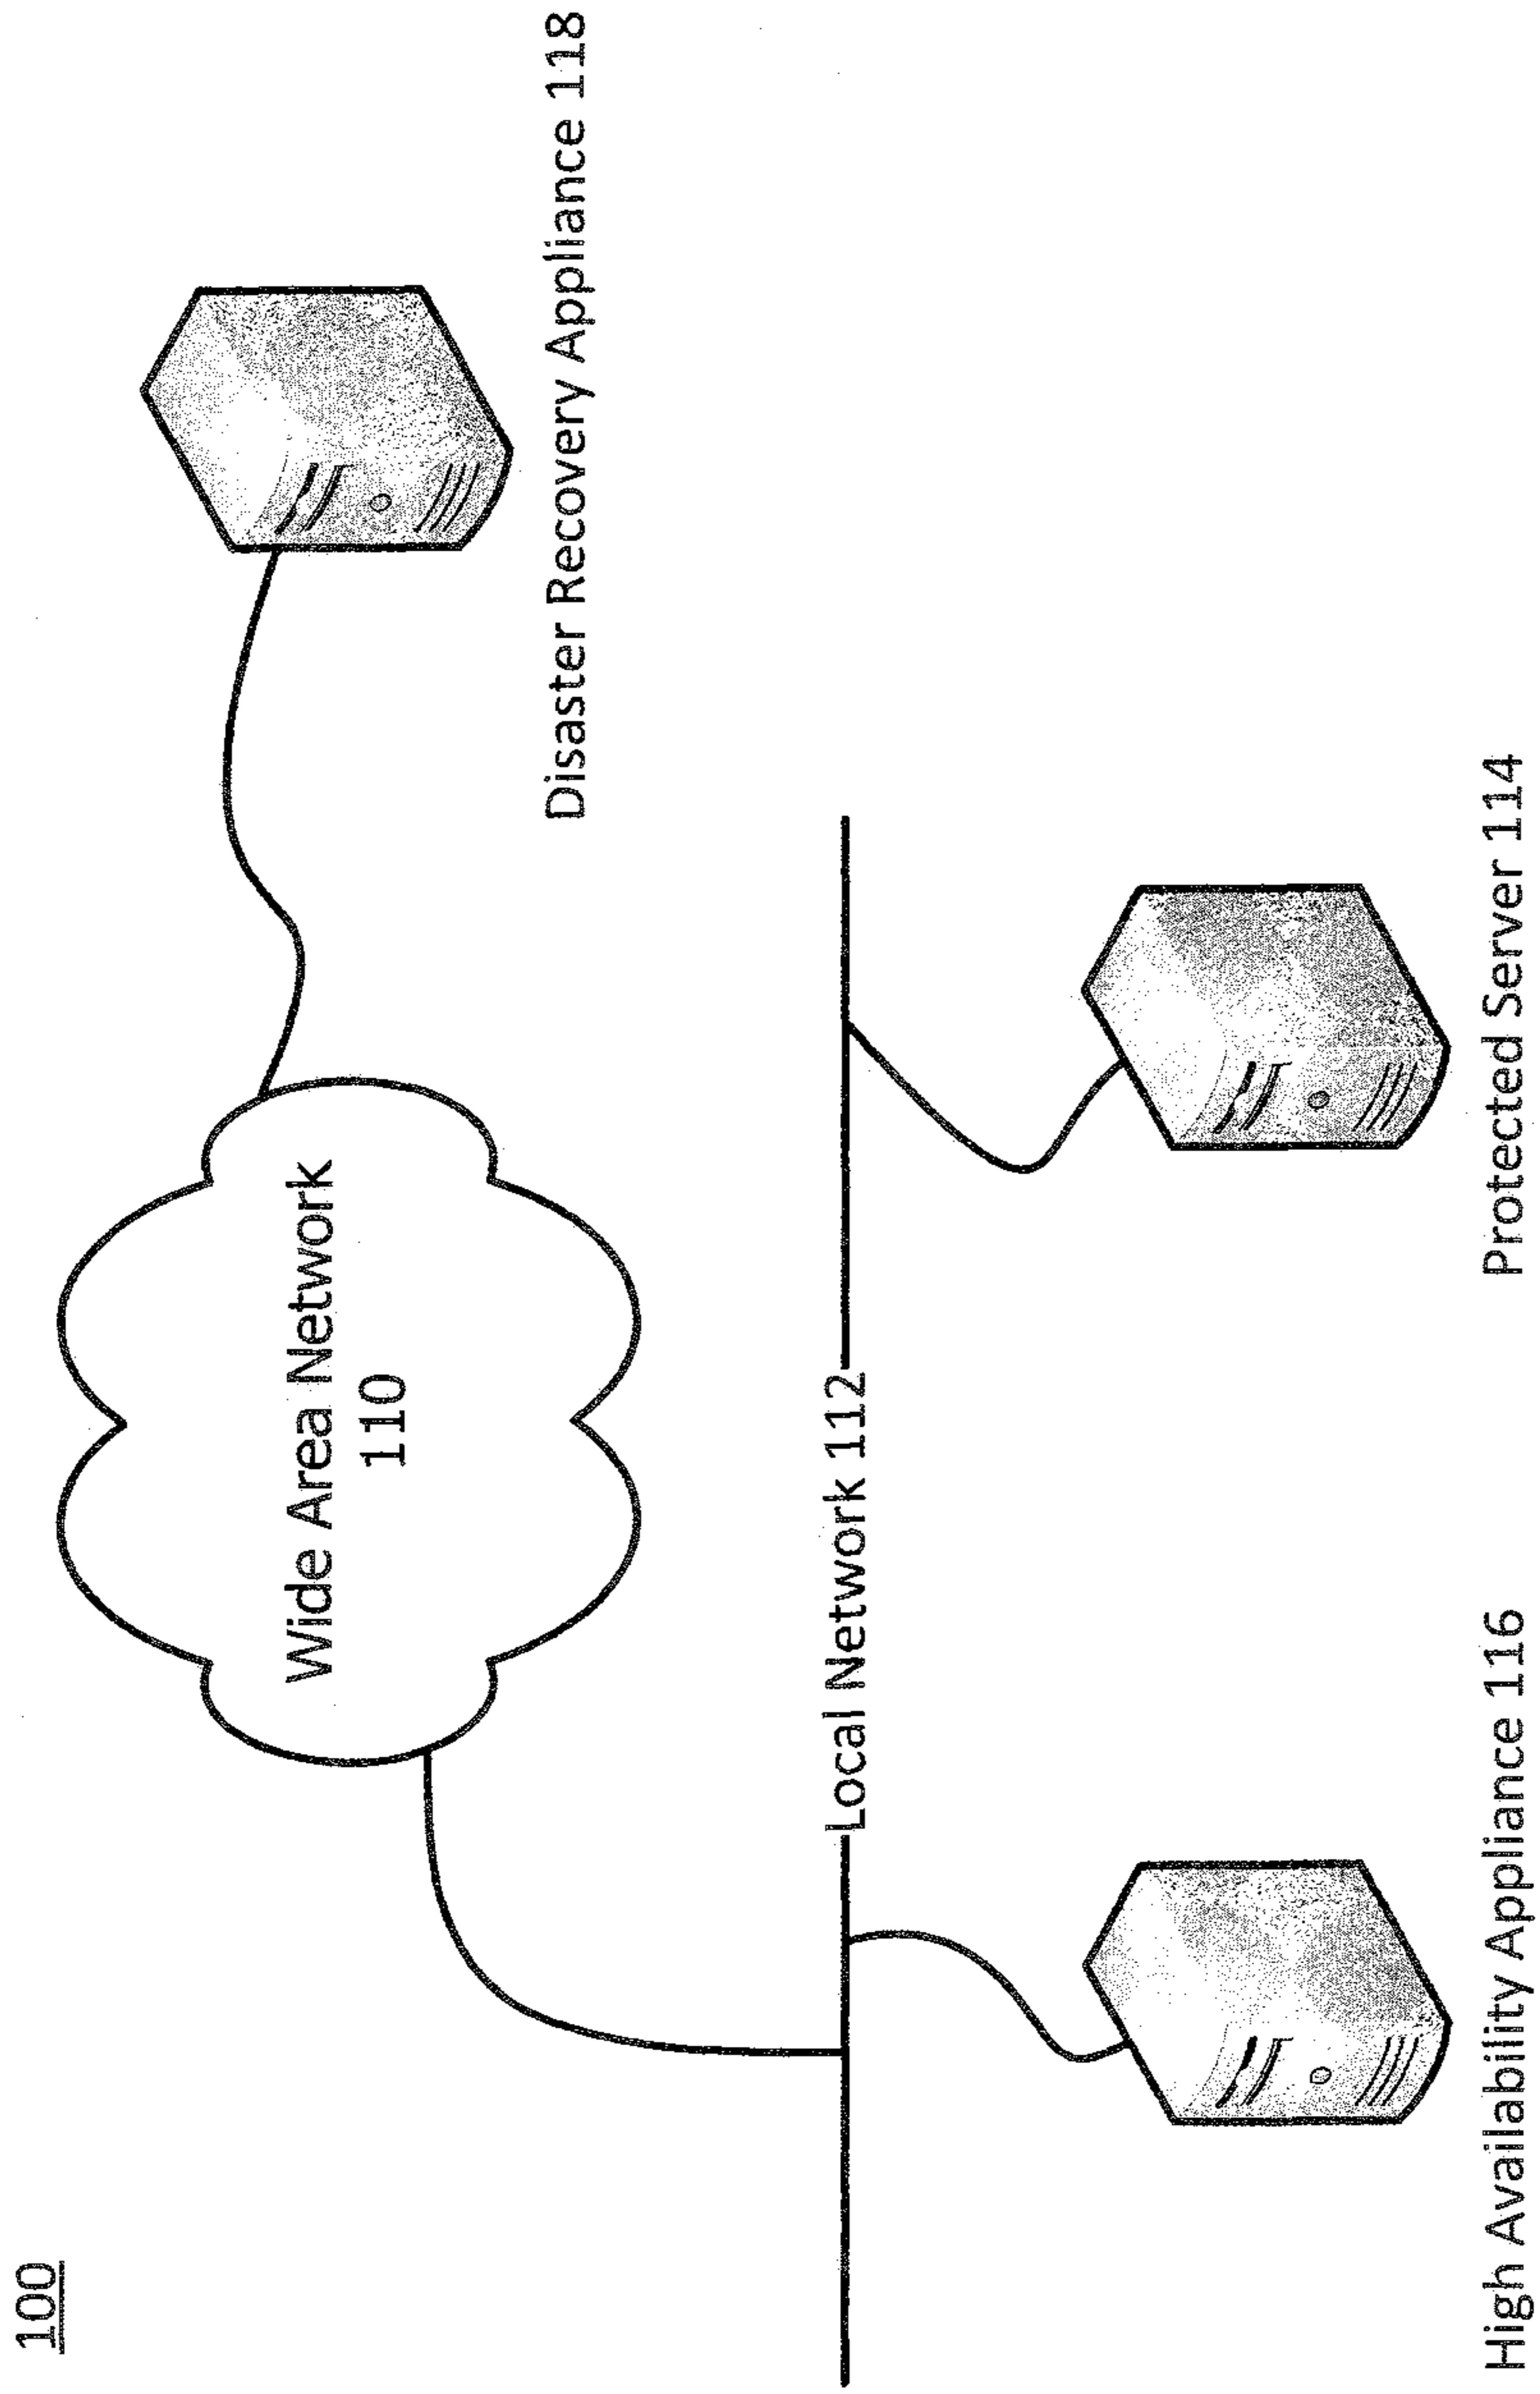 100
Wide Area Network
110
Disaster Recovery Appliance 118
Local Network 112
High Availability Appliance 116
Protected Server 114